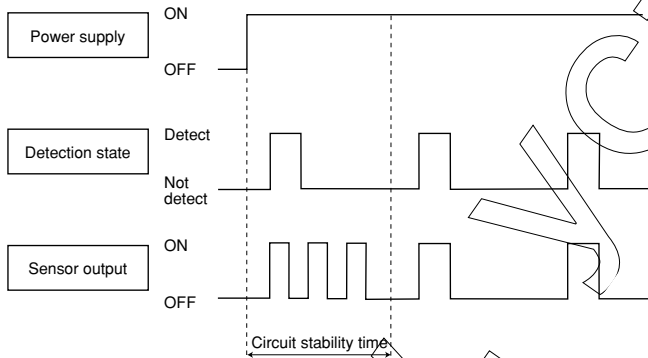 ON
Power supply
OFF
Detect
Detection state
Not
detect
ON
Sensor output
OFF
Circuit stability time